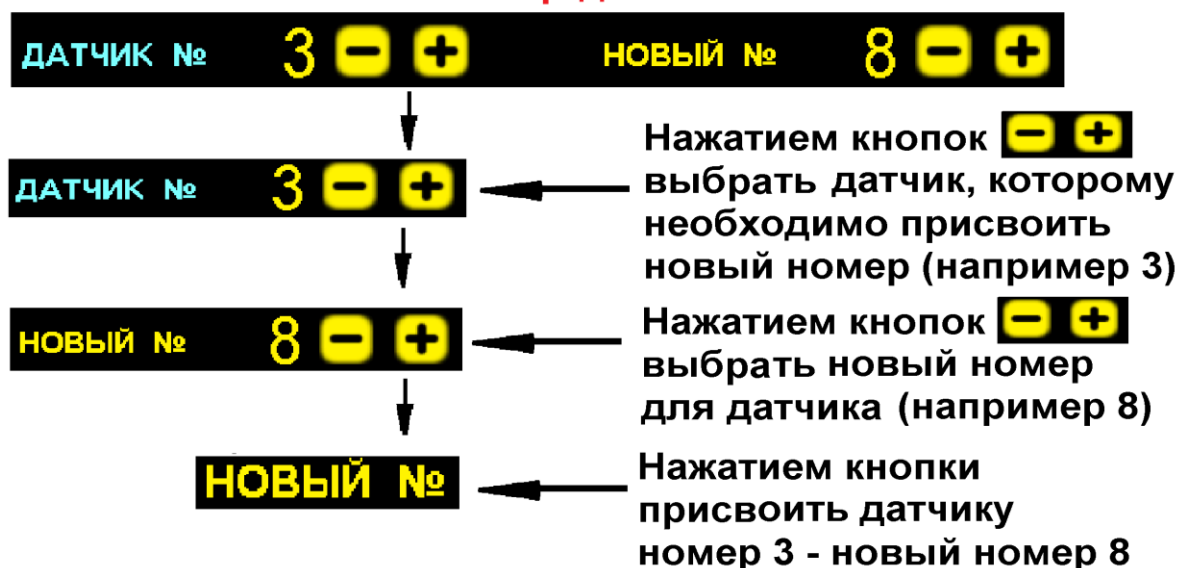 ДАТЧИК № 3 − + НОВЫЙ № 8 − +
Нажатием кнопок − +
ДАТЧИК № 3 − +
выбрать датчик, которому
необходимо присвоить
новый номер (например 3)
Нажатием кнопок − +
НОВЫЙ № 8 − +
выбрать новый номер
для датчика (например 8)
НОВЫЙ №
Нажатием кнопки
присвоить датчику
номер 3 - новый номер 8